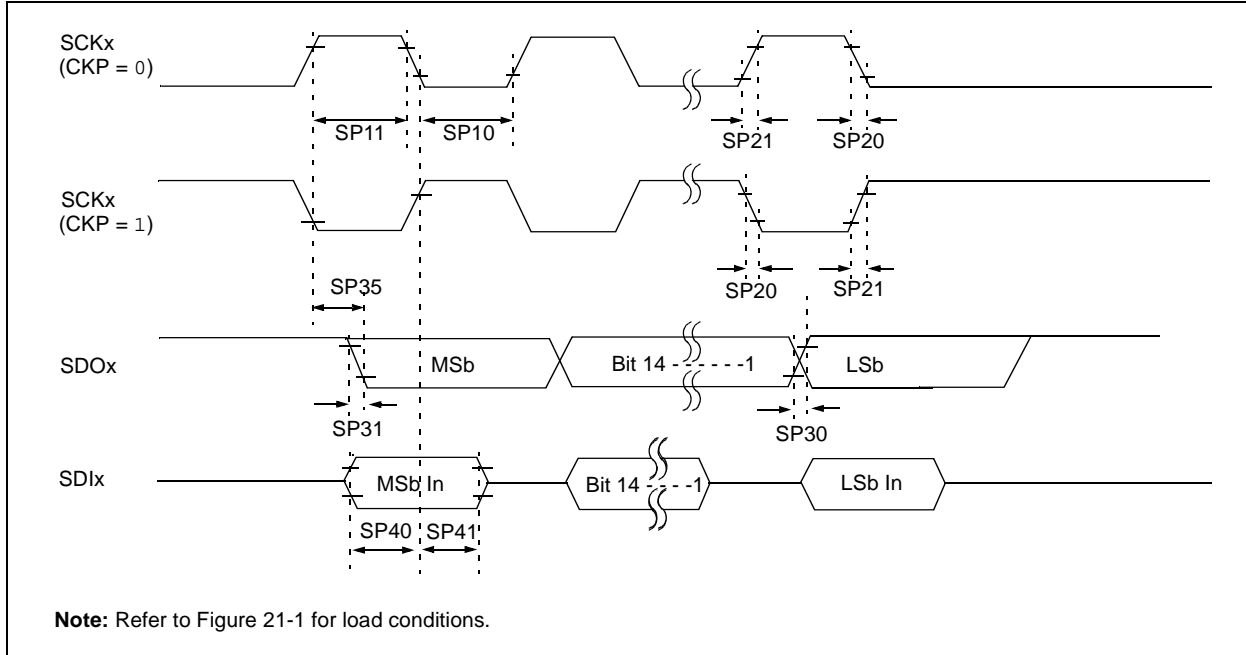 SCKx
(CKP = 0)
SP11
SP10
SP21
SP20
SCKx
(CKP = 1)
SP35
SP20
SP21
SDOx
MSb
Bit 14 - - - - - -1
LSb
SP31
SP30
SDIx
MSb In
Bit 14 - - - -1
LSb In
SP40
SP41
Note: Refer to Figure 21-1 for load conditions.